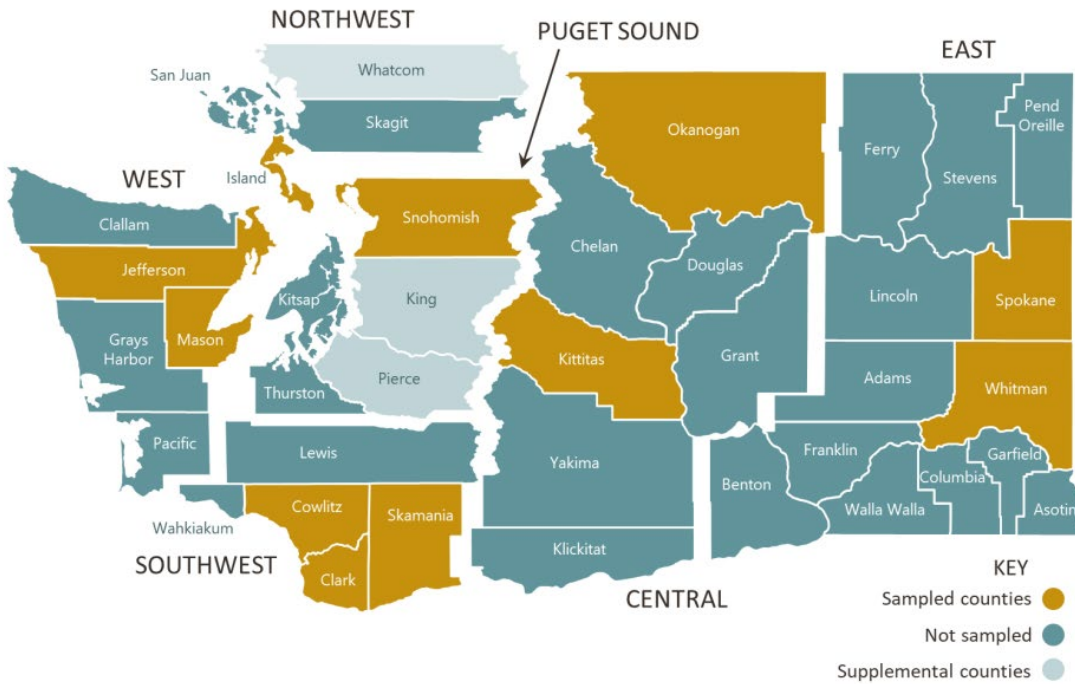 NORTHWEST
PUGET SOUND
EAST
San Juan
Whatcom
Skagit
Okanogan
Ferry
Stevens
Pend
Oreille
WEST
Island
Clallam
Snohomish
Chelan
Douglas
Jefferson
Kitsap
King
Lincoln
Spokane
Grays
Harbor
Mason
Kittitas
Grant
Pierce
Thurston
Adams
Whitman
Pacific
Lewis
Yakima
Franklin
Garfield
Benton
Columbia
Wahkiakum
Cowlitz
Skamania
Walla Walla
Asotin
SOUTHWEST
Clark
Klickitat
CENTRAL
KEY
Sampled counties
Not sampled
Supplemental counties